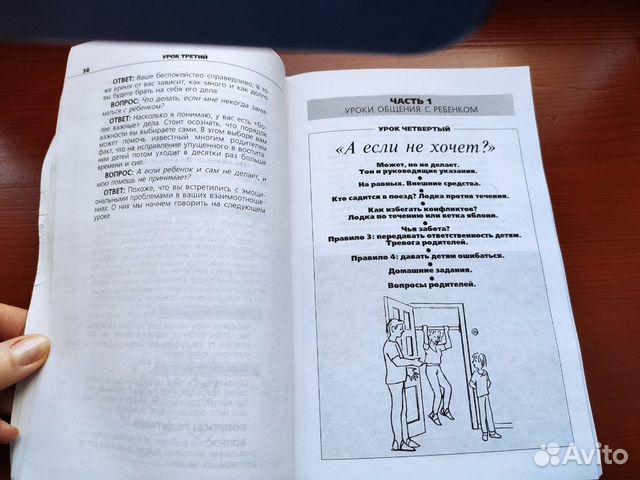 38
УРОК ТРЕТИЙ
ОТВЕТ: Ваше беспокойство справедливо, в то
же время от вас зависит, как много и как долго
вы будете брать на себя его дела.
ВОПРОС: Что делать, если мне некогда зани-
маться с ребенком?
ОТВЕТ: Насколько я понимаю, у вас есть «бо-
лее важные» дела. Стоит осознать, что порядок
важности вы выбираете сами. В этом выборе вам
может помочь известный многим родителям
факт, что на исправление упущенного в воспита-
нии детей потом уходит в десятки раз больше
времени и сил.
ВОПРОС: А если ребенок и сам не делает, и
мою помощь не принимает?
ОТВЕТ: Похоже, что вы встретились с эмоци-
ональными проблемами в ваших взаимоотноше-
ниях. О них мы начнем говорить на следующем
уроке.
ЧАСТЬ 1
УРОКИ ОБЩЕНИЯ С РЕБЕНКОМ
УРОК ЧЕТВЕРТЫЙ
«А если не хочет?»
Может, но не делает.
Тон и руководящие указания.
На равных. Внешние средства.
Кто садится в поезд? Лодка против течения.
Как избегать конфликтов?
Лодка по течению или ветка яблони.
Чья забота?
Правило 3: передавать ответственность детям.
Тревога родителей.
Правило 4: давать детям ошибаться.
Домашние задания.
Вопросы родителей.
Avito